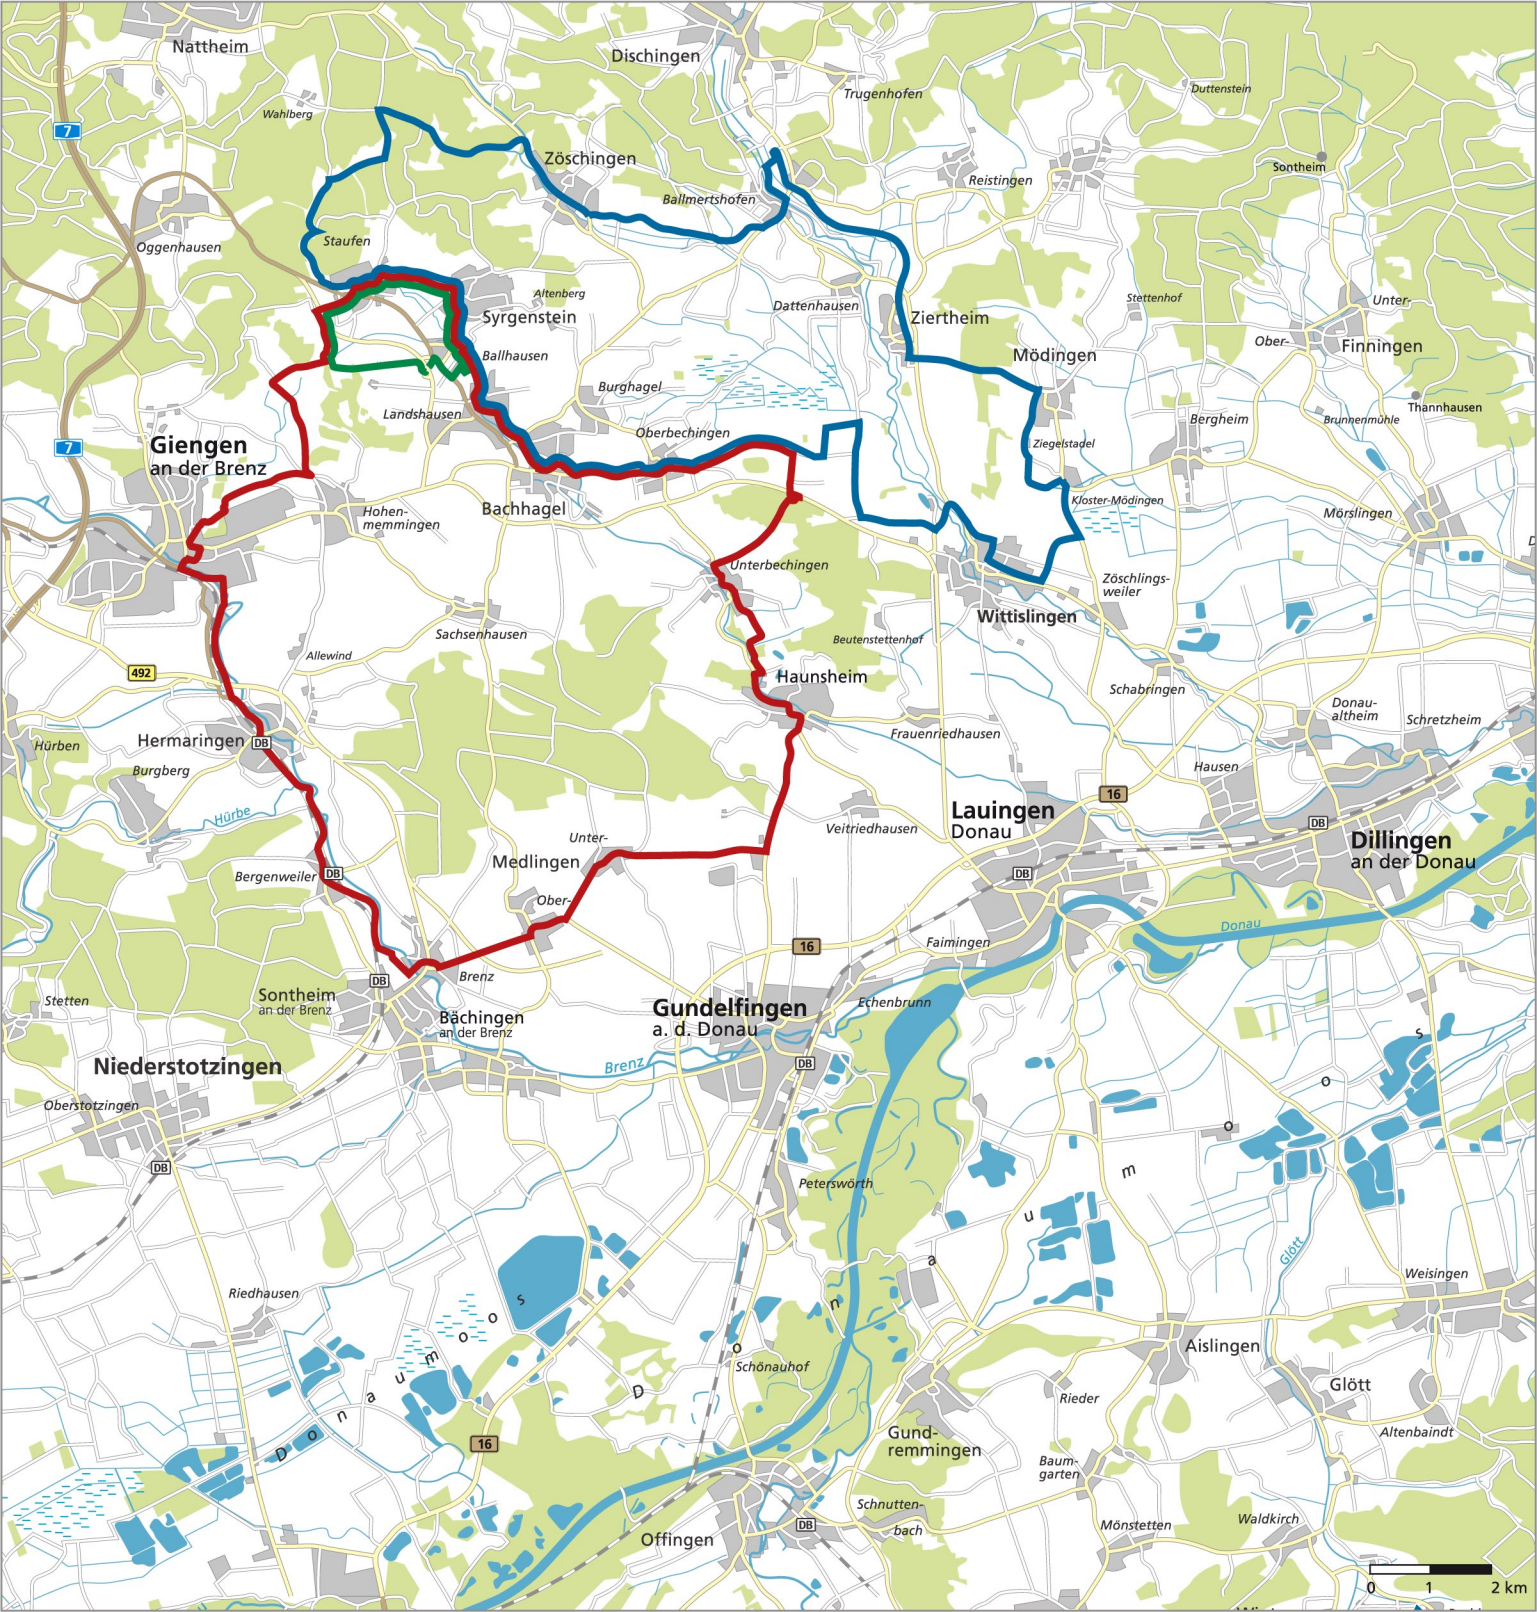 Nattheim
Dischingen
Trugenhofen
Duttenstein
Wahlberg
7
Zöschingen
Sontheim
Reistingen
Ballmertshofen
Staufen
Oggenhausen
Altenberg
Dattenhausen
Stettenhof
Unter-
Syrgenstein
Ziertheim
Ober-
Finningen
Ballhausen
Mödingen
Burghagel
Landshausen
Thannhausen
Bergheim
Brunnenmühle
Oberbechingen
Ziegelstadel
7
Giengen
an der Brenz
Bachhagel
Kloster-Mödingen
Hohen-
memmingen
Mörslingen
Unterbechingen
Zöschlings-
weiler
Wittislingen
Sachsenhausen
Beutenstettenhof
Allewind
492
Haunsheim
Schabringen
Donau-
altheim
Schretzheim
Frauenriedhausen
Hürben
Hermaringen
DB
Burgberg
Hausen
16
Hürbe
Lauingen
Donau
Veitriedhausen
DB
Dillingen
an der Donau
Unter-
Medlingen
Bergenweiler
DB
DB
Ober-
Donau
16
Faimingen
Brenz
DB
Sontheim
an der Brenz
Stetten
Echenbrunn
Gundelfingen
a. d. Donau
Bächingen
an der Brenz
Niederstotzingen
Brenz
DB
Oberstotzingen
DB
Peterswörth
D o n a u m o o s
Glött
Weisingen
Riedhausen
D o n a u m o o s
Aislingen
Schönauhof
Rieder
Glött
Altenbaindt
16
Gund-
remmingen
Baum-
garten
Schnutten-
bach
Offingen
DB
Mönstetten
Waldkirch
0 1 2 km